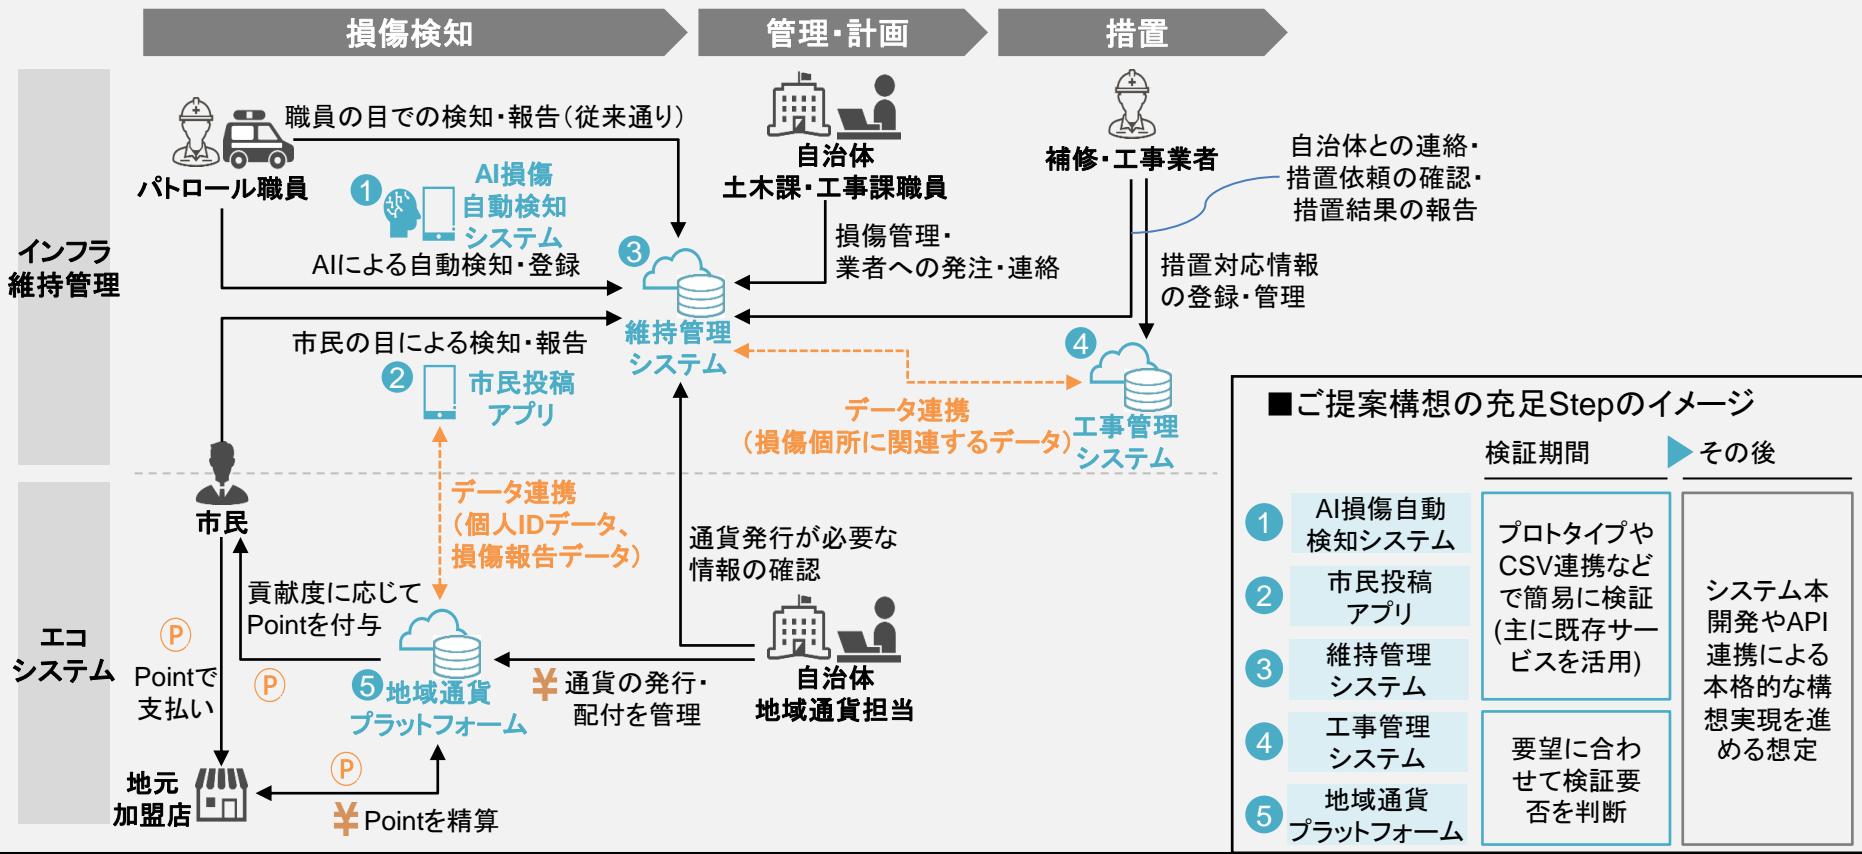 損傷検知
管理・計画
措置
インフラ
維持管理
パトロール職員
職員の目での検知・報告（従来通り）
1
AI損傷
自動検知
システム
AIによる自動検知・登録
自治体
土木課・工事課職員
損傷管理・
業者への発注・連絡
補修・工事業者
自治体との連絡・
措置依頼の確認・
措置結果の報告
措置対応情報
の登録・管理
3
維持管理
システム
市民の目による検知・報告
2
市民投稿
アプリ
4
工事管理
システム
データ連携
（損傷個所に関連するデータ）
エコ
システム
市民
データ連携
（個人IDデータ、
損傷報告データ）
通貨発行が必要な
情報の確認
貢献度に応じて
Pointを付与
P
P
Pointで
支払い
5
地域通貨
プラットフォーム
¥
通貨の発行・
配付を管理
自治体
地域通貨担当
地元
加盟店
P
¥
Pointを精算
■ご提案構想の充足Stepのイメージ
検証期間
その後
1
AI損傷自動
検知システム
2
市民投稿
アプリ
3
維持管理
システム
4
工事管理
システム
5
地域通貨
プラットフォーム
プロトタイプや
CSV連携など
で簡易に検証
(主に既存サー
ビスを活用)
要望に合わ
せて検証要
否を判断
システム本
開発やAPI
連携による
本格的な構
想実現を進
める想定